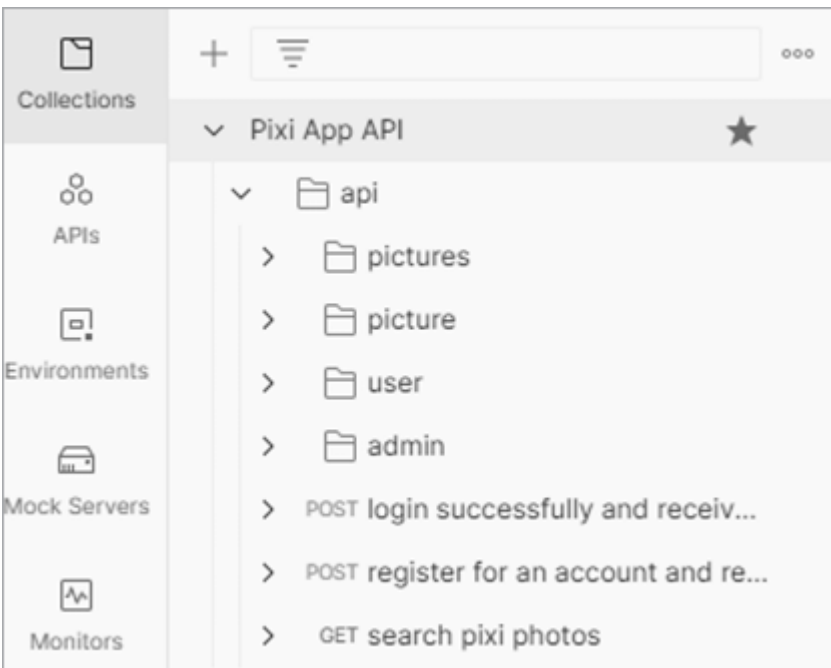 Collections
APIs
Environments
Mock Servers
Monitors
Pixi App API
api
pictures
picture
user
admin
POST login successfully and receiv...
POST register for an account and re...
GET search pixi photos